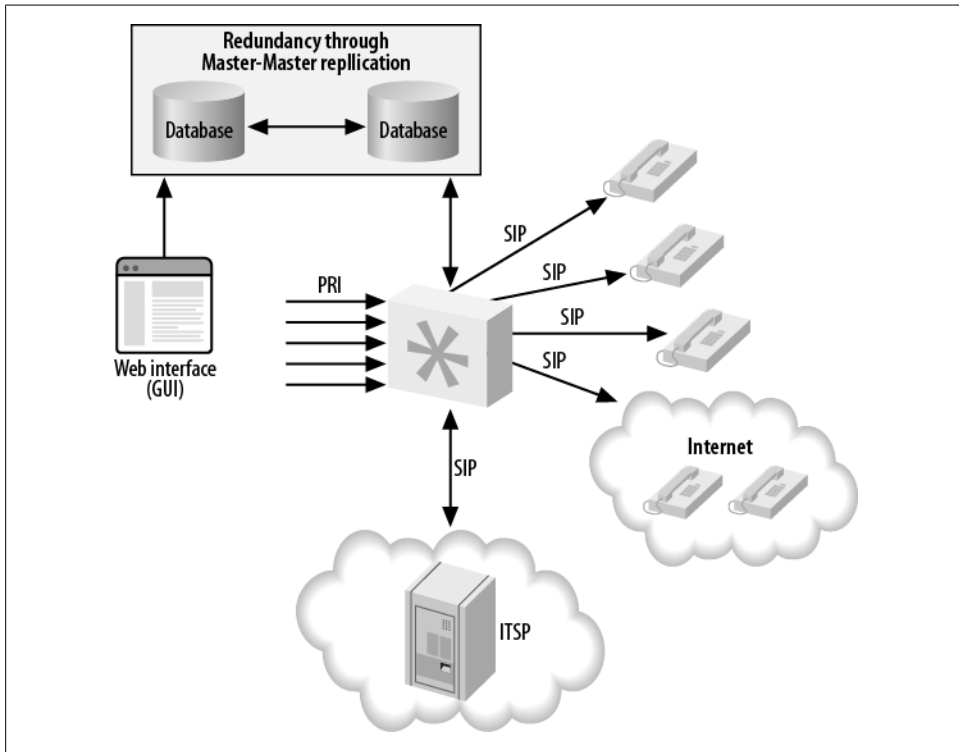 Redundancy through
Master-Master repllication
Database
Database
SIP
SIP
PRI
SIP
SIP
Web interface
(GUI)
Internet
SIP
ITSP